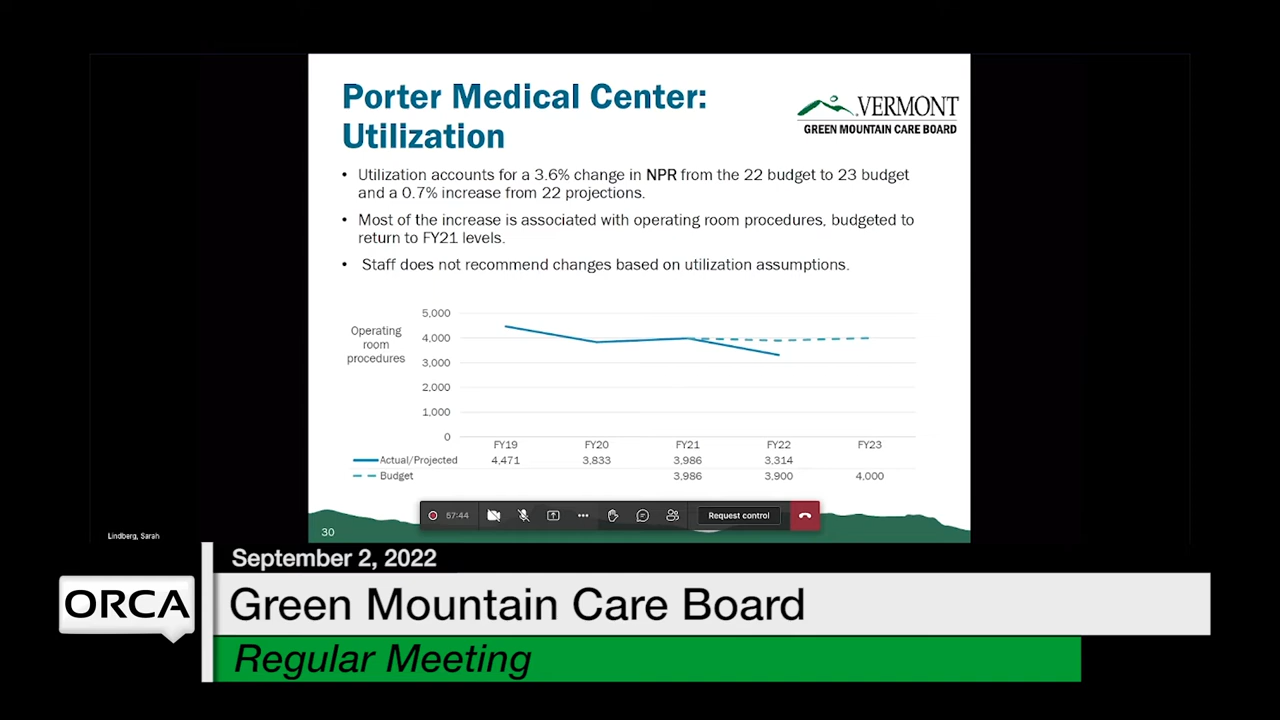 Porter Medical Center:
Utilization
VERMONT
GREEN MOUNTAIN CARE BOARD
• Utilization accounts for a 3.6% change in NPR from the 22 budget to 23 budget
and a 0.7% increase from 22 projections.
• Most of the increase is associated with operating room procedures, budgeted to
return to FY21 levels.
• Staff does not recommend changes based on utilization assumptions.
Operating
room
procedures
5,000
4,000
3,000
2,000
1,000
0
FY19 FY20 FY21 FY22 FY23
Actual/Projected 4,471 3,833 3,986 3,314
Budget 3,986 3,900 4,000
57:44 Request control
30
Lindberg, Sarah
September 2, 2022
ORCA
Green Mountain Care Board
Regular Meeting